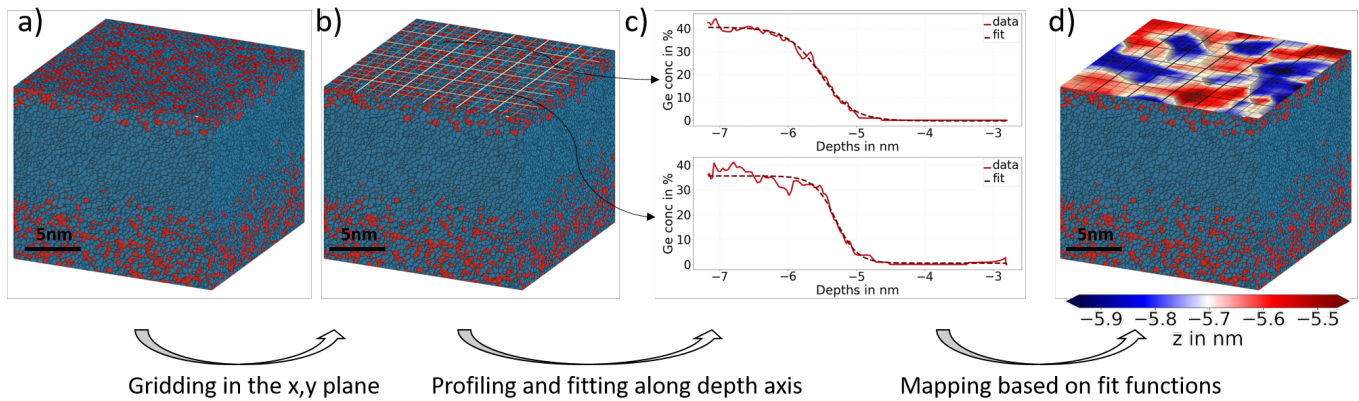 a)
b)
c)
d)
5nm
5nm
40
30
20
10
0
Ge conc in %
data
fit
−7
−6
−5
−4
−3
Depths in nm
40
30
20
10
0
Ge conc in %
data
fit
−7
−6
−5
−4
−3
Depths in nm
5nm
−5.9
−5.8
−5.7
−5.6
−5.5
z̄ in nm
Gridding in the x,y plane
Profiling and fitting along depth axis
Mapping based on fit functions